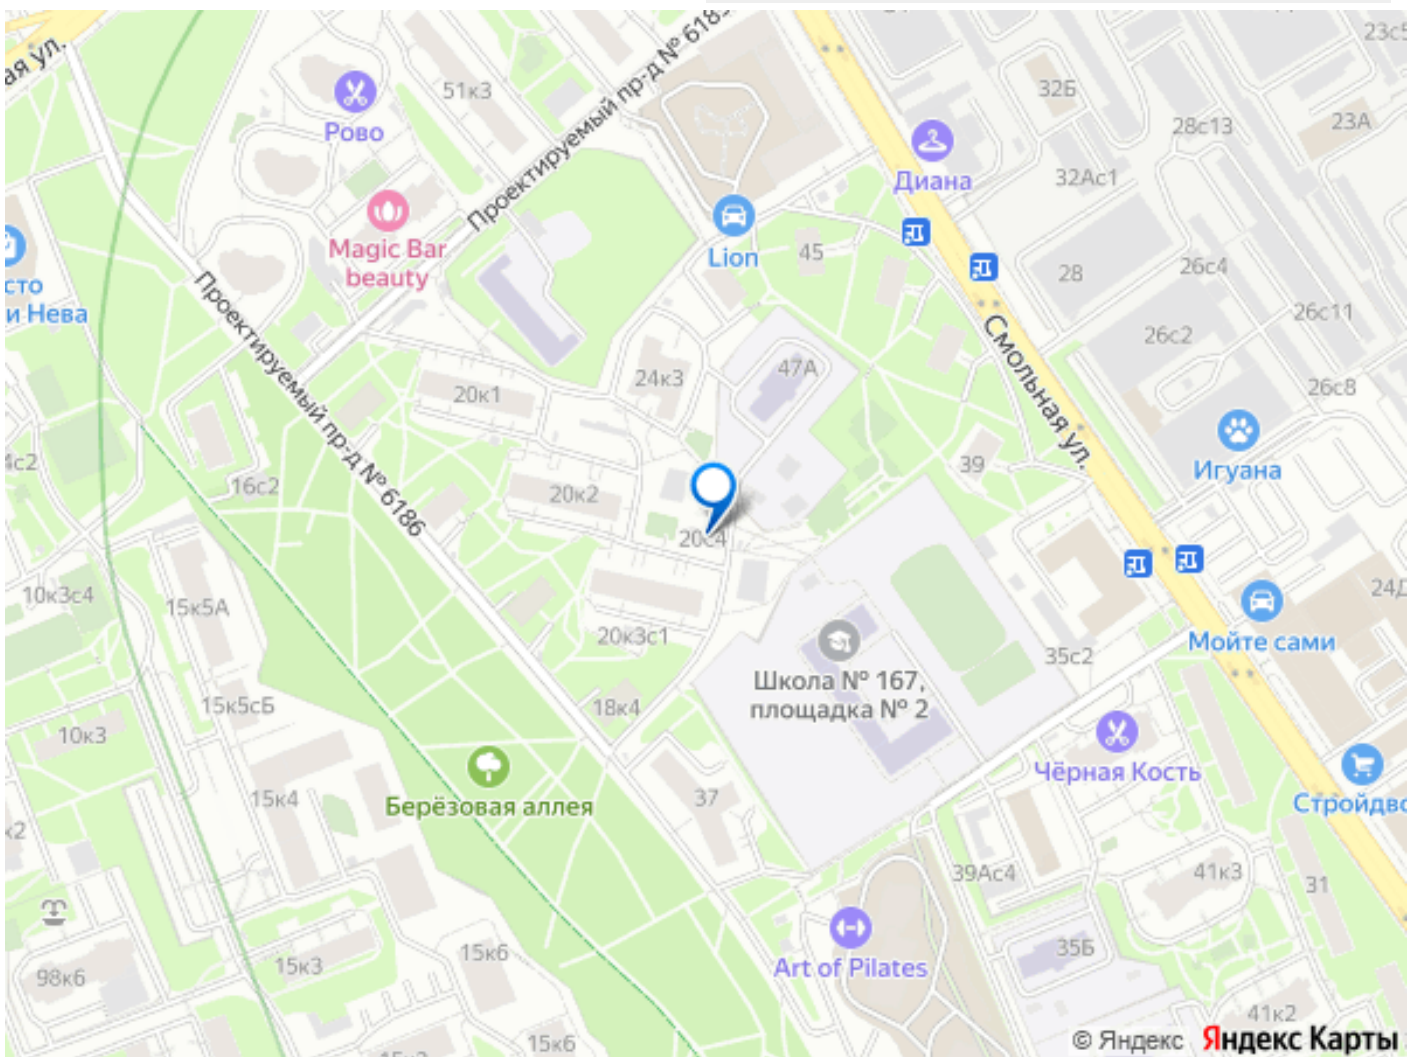 ая ул.
Рово
51к3
Проектируемый пр-д № 6183
32Б
23с5
28с13
23А
Диана
32Ас1
Magic Bar
beauty
Lion
45
28
26с4
26с11
26с2
26с8
сто
и Нева
Проектируемый пр-д № 6186
Смольная ул.
47А
24к3
20к1
39
Игуана
4с2
16с2
20к2
20с4
10к3с4
15к5А
24Д
Мойте сами
20к3с1
35с2
Школа № 167,
площадка № 2
15к5сБ
18к4
10к3
Чёрная Кость
15к4
Берёзовая аллея
37
Стройдво
к2
39Ас4
41к3
31
15к6
35Б
15к3
Art of Pilates
98к6
41к2
15к6
© Яндекс Яндекс Карты